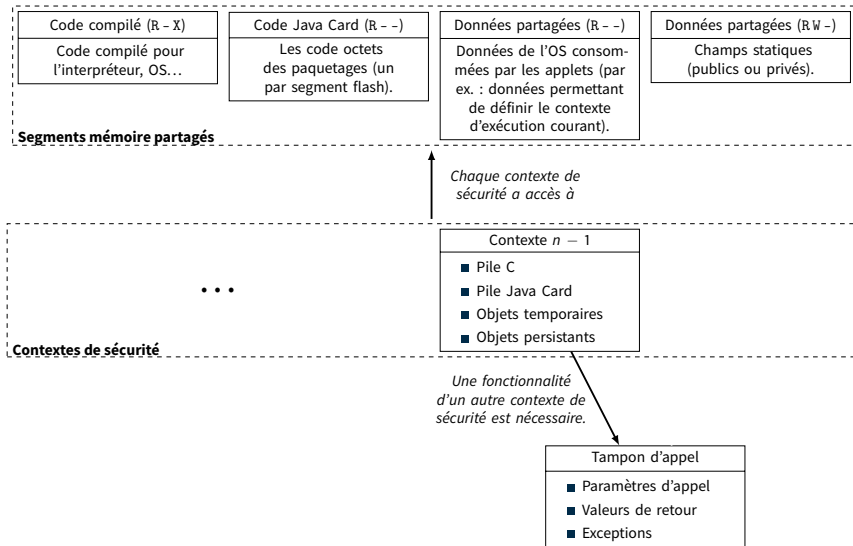 Code compilé (R-X)
Code compilé pour
l'interpréteur, OS…
Code Java Card (R--)
Les code octets
des paquetages (un
par segment flash).
Données partagées (R--)
Données de l'OS consom-
mées par les applets (par
ex. : données permettant
de définir le contexte
d'exécution courant).
Données partagées (RW-)
Champs statiques
(publics ou privés).
Segments mémoire partagés
Chaque contexte de
sécurité a accès à
Contexte n − 1
Pile C
Pile Java Card
Objets temporaires
Objets persistants
...
Contextes de sécurité
Une fonctionnalité
d'un autre contexte de
sécurité est nécessaire.
Tampon d'appel
Paramètres d'appel
Valeurs de retour
Exceptions